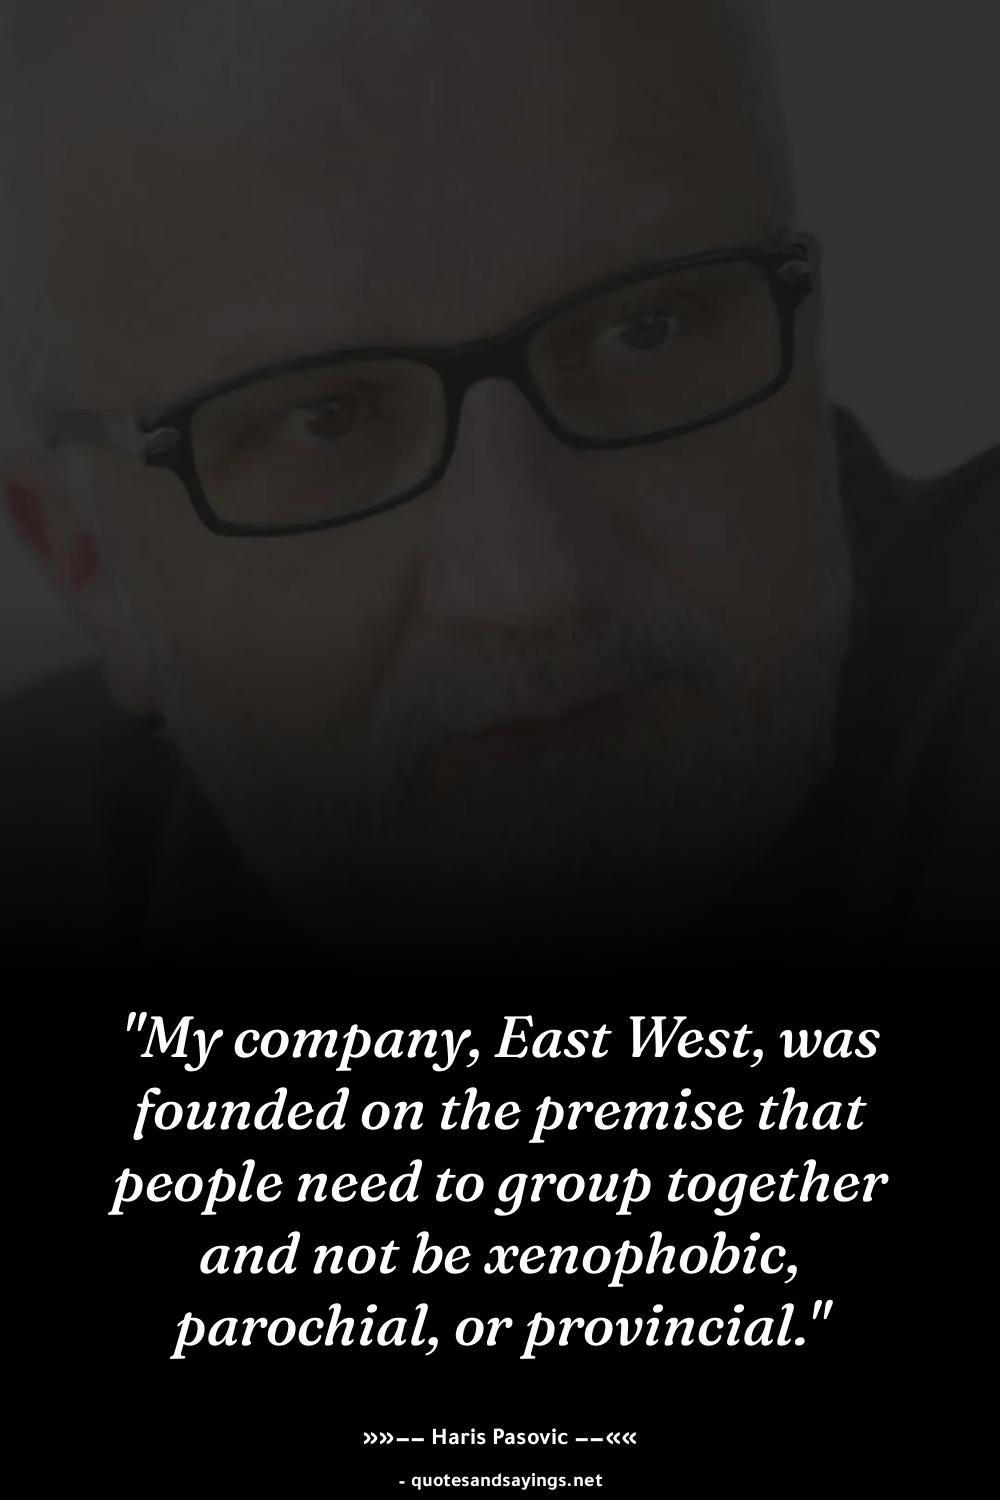 "My company, East West, was
founded on the premise that
people need to group together
and not be xenophobic,
parochial, or provincial."
»»−− Haris Pasovic −−««
- quotesandsayings.net